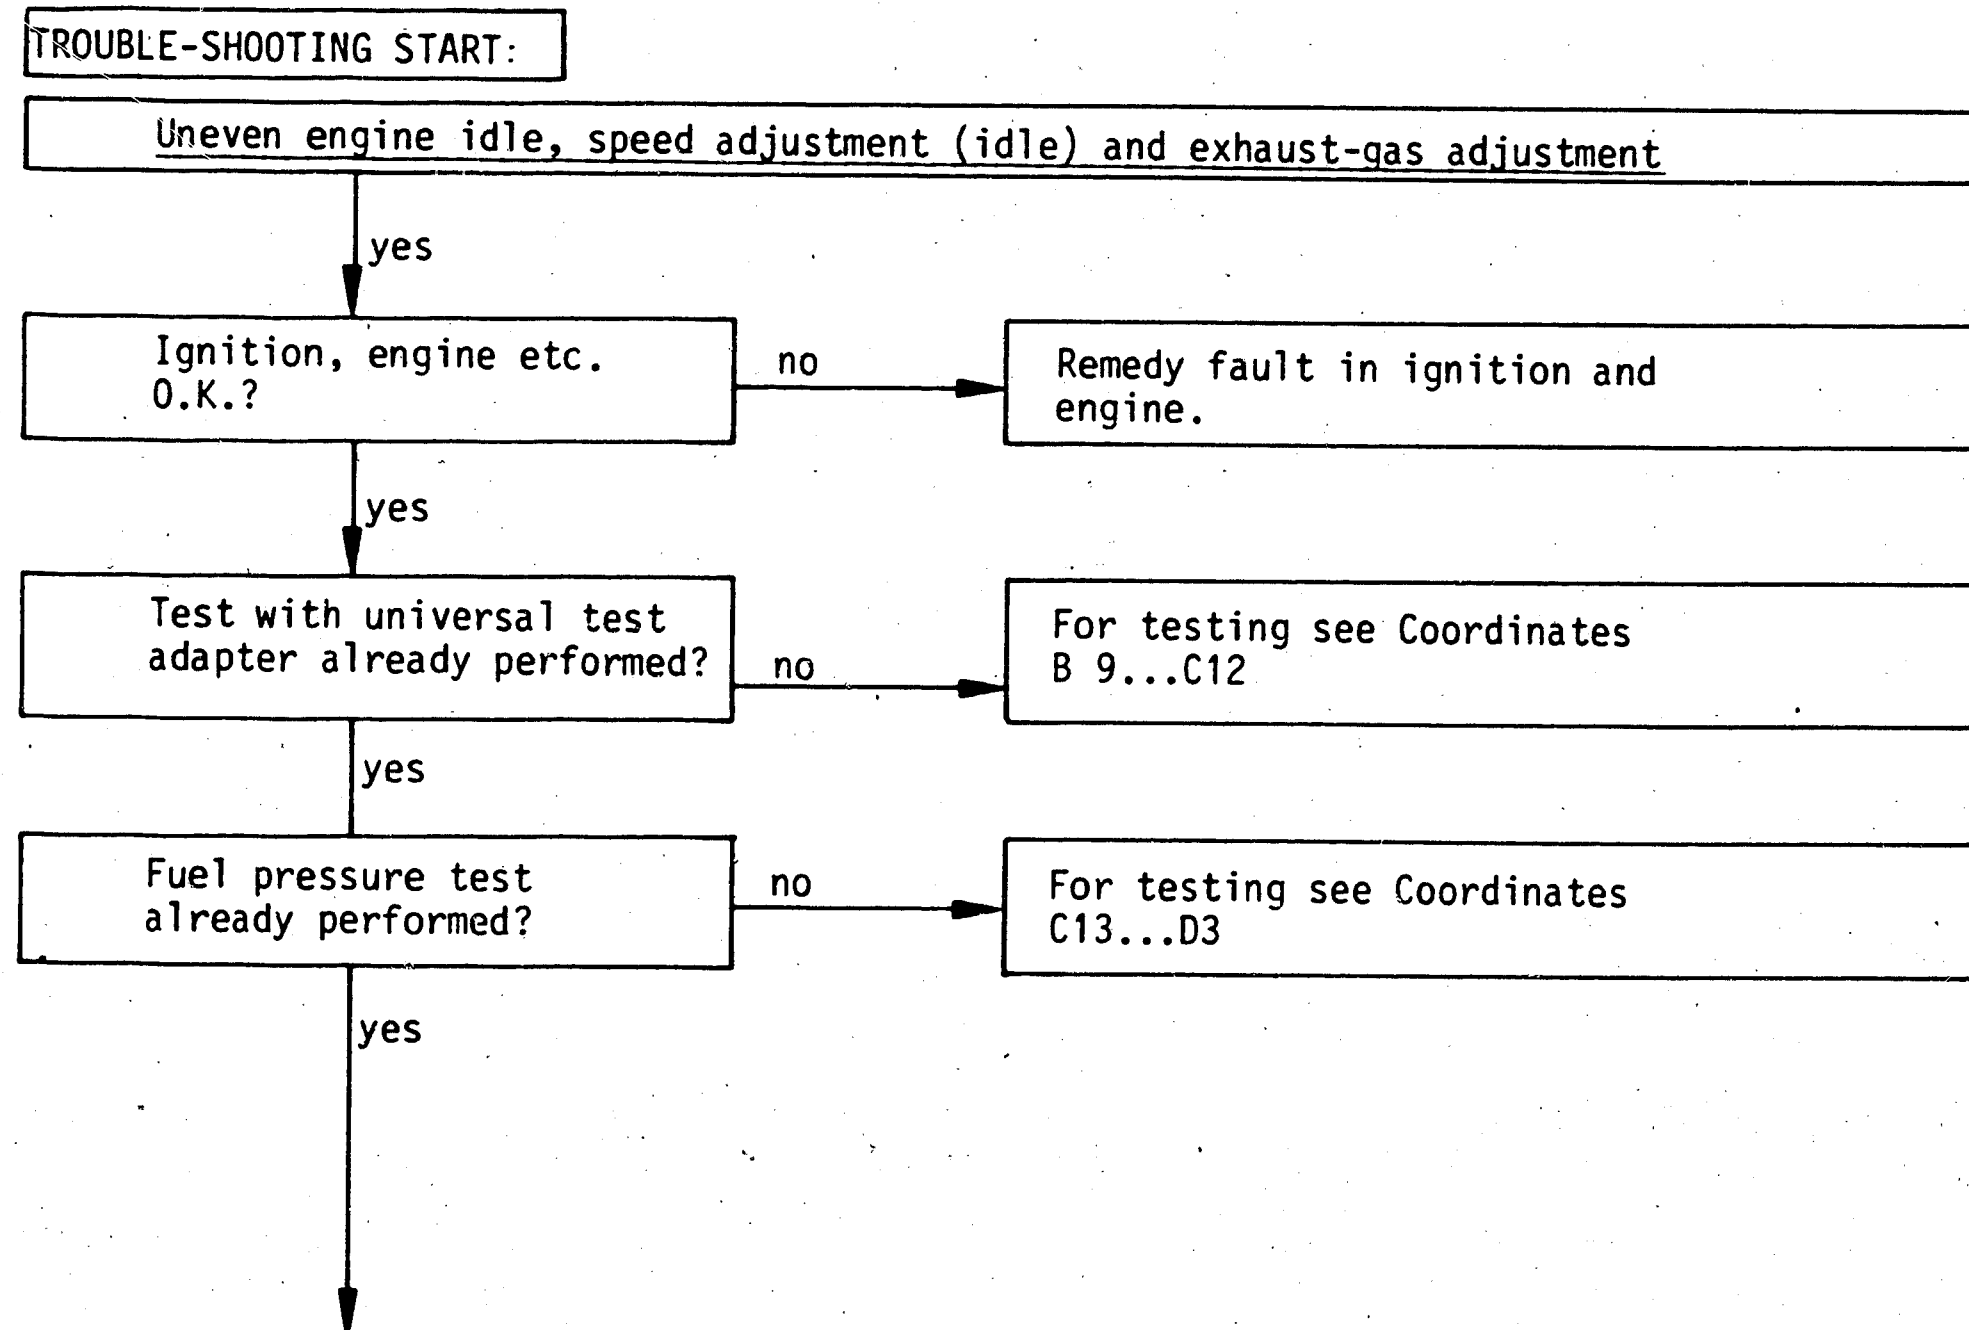 TROUBLE-SHOOTING START:
Uneven engine idle, speed adjustment (idle) and exhaust-gas adjustment
yes
Ignition, engine etc.
O.K.?
no
Remedy fault in ignition and
engine.
yes
Test with universal test
adapter already performed?
no
For testing see Coordinates
B 9...C12
yes
Fuel pressure test
already performed?
no
For testing see Coordinates
C13...D3
yes